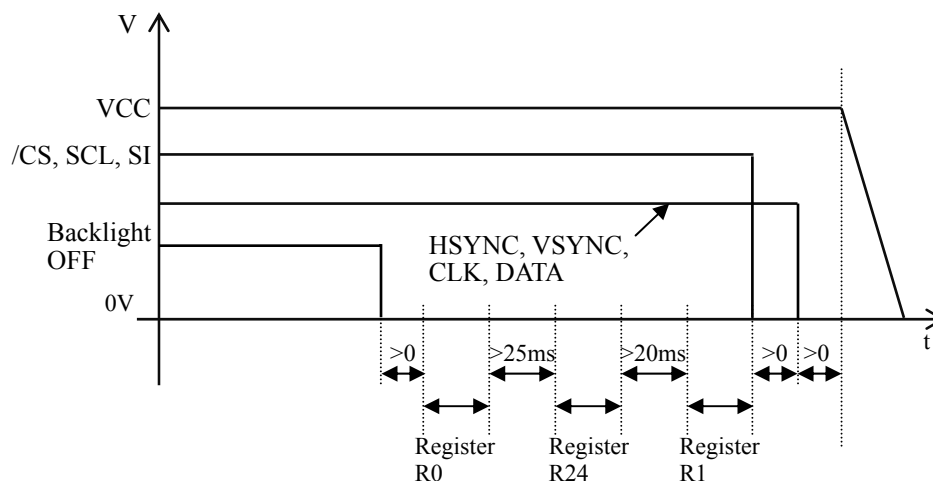 V
VCC
/CS, SCL, SI
Backlight
OFF
HSYNC, VSYNC,
CLK, DATA
0V
t
>0
>25ms
>20ms
>0
>0
Register
R0
Register
R24
Register
R1